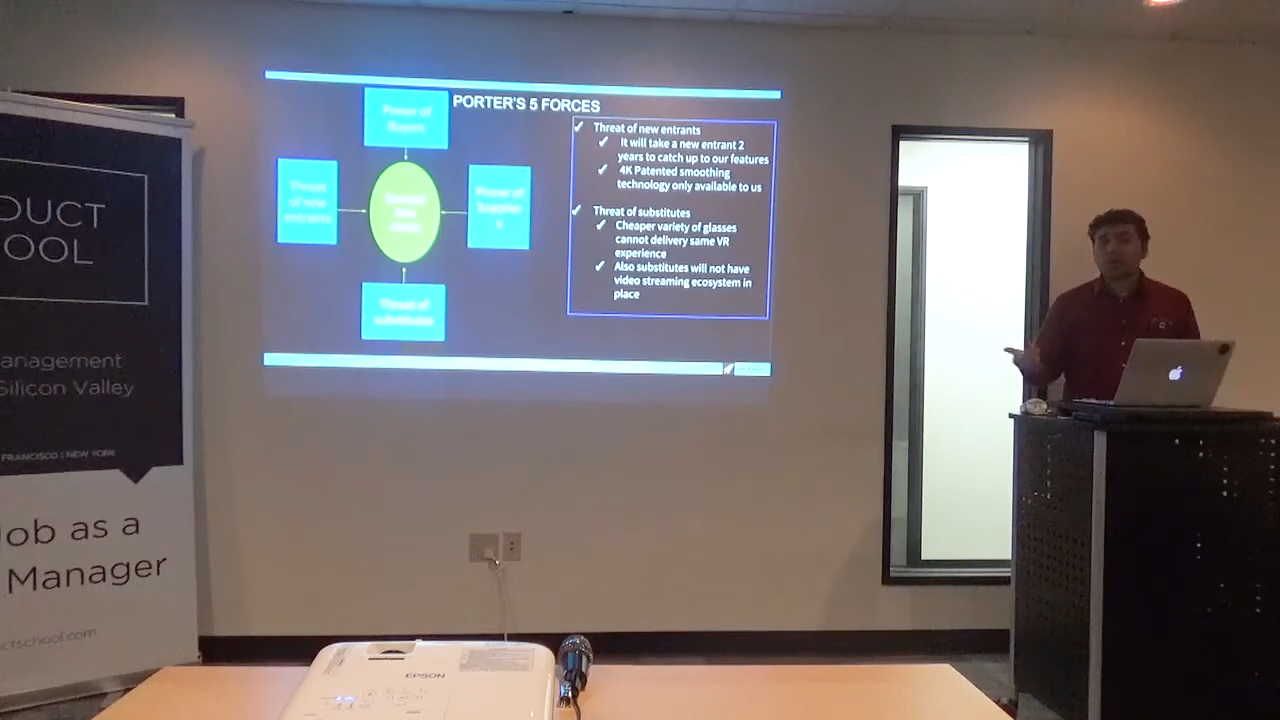 DUCT
OOL
anagement
Silicon Valley
FRANCISCO | NEW YORK
ob as a
Manager
ctschool.com
PORTER'S 5 FORCES
Power of
Buyers
Threat
of new
entrants
Power of
Supplier
s
Threat of
substitutes
✓ Threat of new entrants
✓ It will take a new entrant 2
years to catch up to our features
✓ 4K Patented smoothing
technology only available to us
✓ Threat of substitutes
✓ Cheaper variety of glasses
cannot delivery same VR
experience
✓ Also substitutes will not have
video streaming ecosystem in
place
EPSON